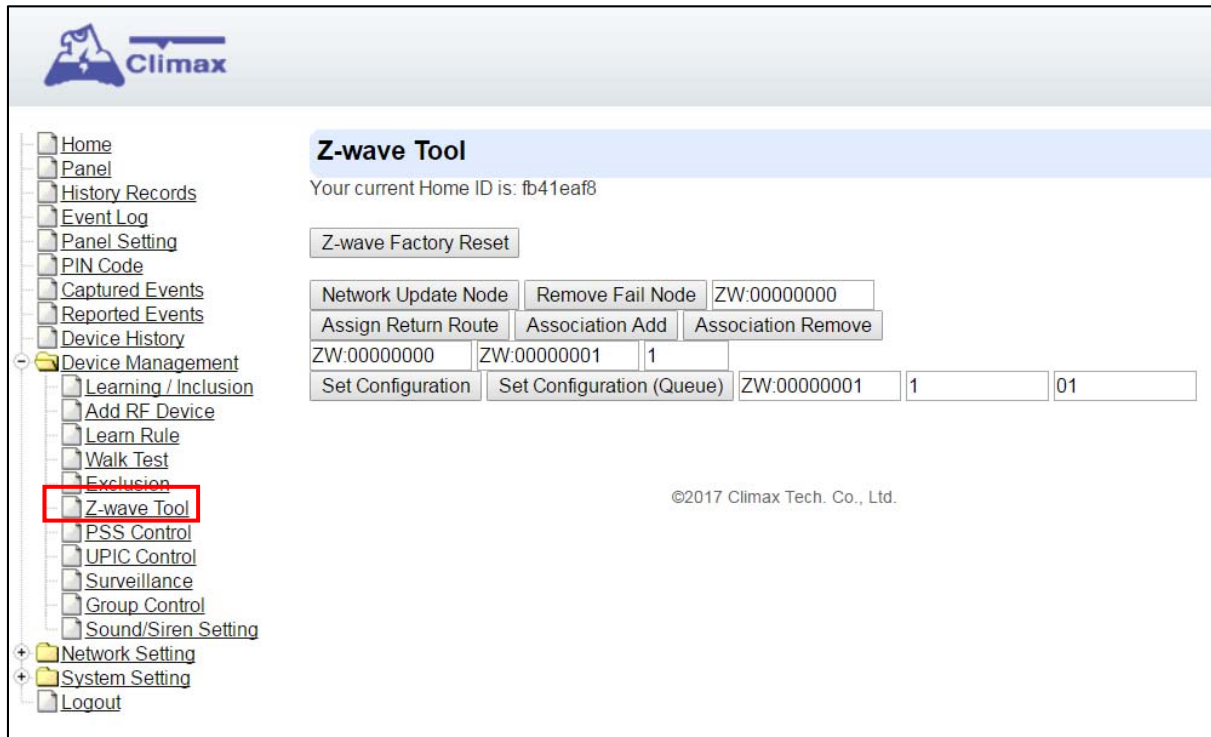 Climax
Home
Panel
History Records
Event Log
Panel Setting
PIN Code
Captured Events
Reported Events
Device History
Device Management
Learning / Inclusion
Add RF Device
Learn Rule
Walk Test
Exclusion
Z-wave Tool
PSS Control
UPIC Control
Surveillance
Group Control
Sound/Siren Setting
Network Setting
System Setting
Logout
Z-wave Tool
Your current Home ID is: fb41eaf8
Z-wave Factory Reset
Network Update Node Remove Fail Node ZW:00000000
Assign Return Route Association Add Association Remove
ZW:00000000 ZW:00000001 1
Set Configuration Set Configuration (Queue) ZW:00000001 1 01
©2017 Climax Tech. Co., Ltd.